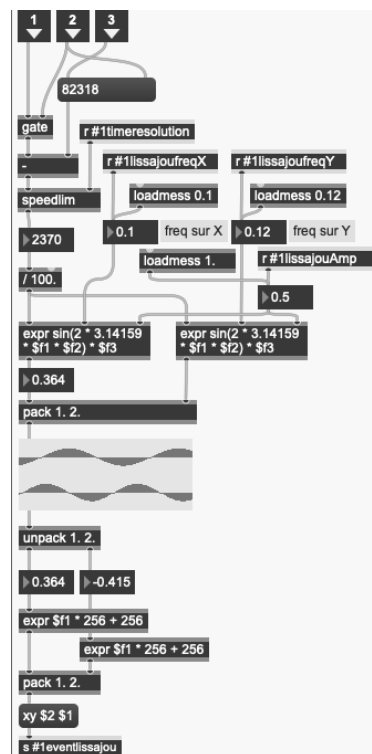 1 2 3
82318
gate
r #1timeresolution
-
r #1lissajoufreqX r #1lissajoufreqY
speedlim
loadmess 0.1 loadmess 0.12
2370 0.1 freq sur X 0.12 freq sur Y
loadmess 1. r #1lissajouAmp
/ 100.
0.5
expr sin(2 * 3.14159
* $f1 * $f2) * $f3
expr sin(2 * 3.14159
* $f1 * $f2) * $f3
0.364
pack 1. 2.
unpack 1. 2.
0.364 -0.415
expr $f1 * 256 + 256
expr $f1 * 256 + 256
pack 1. 2.
xy $2 $1
s #1eventlissajou